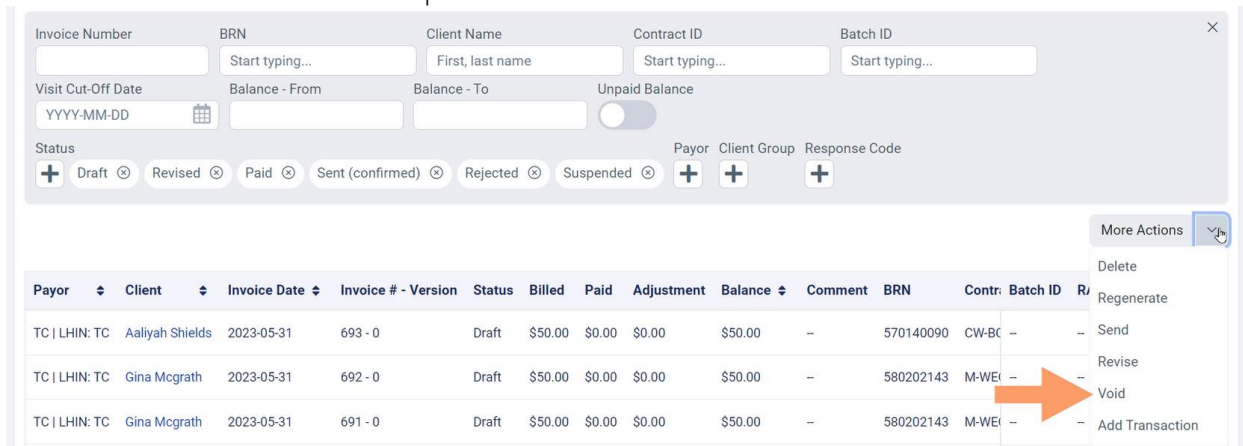 Invoice Number BRN Client Name Contract ID Batch ID
Start typing... First, last name Start typing... Start typing...
Visit Cut-Off Date Balance - From Balance - To Unpaid Balance
YYYY-MM-DD
Status Payor Client Group Response Code
Draft Revised Paid Sent (confirmed) Rejected Suspended
More Actions
Delete
Regenerate
Send
Revise
Void
Add Transaction
Payor Client Invoice Date Invoice # - Version Status Billed Paid Adjustment Balance Comment BRN Contra Batch ID
TC | LHIN: TC Aaliyah Shields 2023-05-31 693 - 0 Draft $50.00 $0.00 $0.00 $50.00 -- 570140090 CW-BC -- --
TC | LHIN: TC Gina Mcgrath 2023-05-31 692 - 0 Draft $50.00 $0.00 $0.00 $50.00 -- 580202143 -- --
TC | LHIN: TC Gina Mcgrath 2023-05-31 691 - 0 Draft $50.00 $0.00 $0.00 $50.00 -- 580202143 -- --